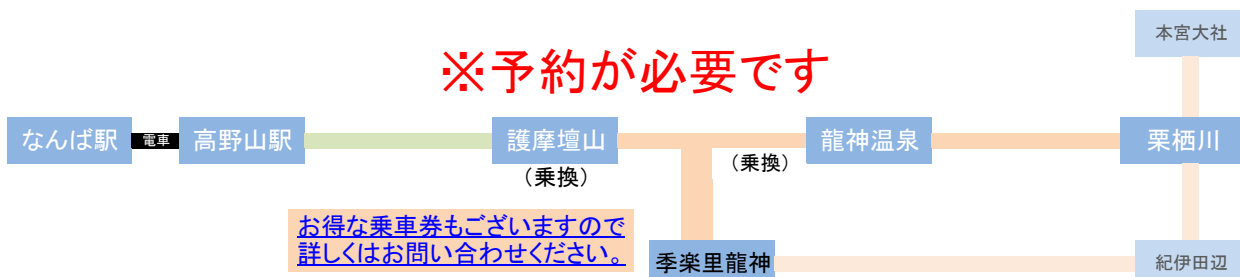 本宮大社
※予約が必要です
なんば駅 電車 高野山駅 護摩壇山 龍神温泉 栗栖川
(乗換) (乗換)
お得な乗車券もございますので
詳しくはお問い合わせください。
季楽里龍神 紀伊田辺